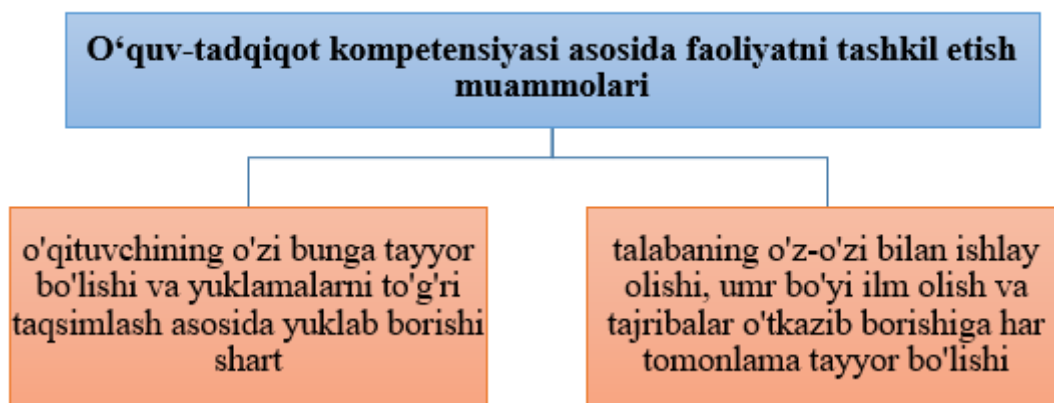 O‘quv-tadqiqot kompetensiyasi asosida faoliyatni tashkil etish
muammolari
o'qituvchining o'zi bunga tayyor
bo'lishi va yuklamalarni to'g'ri
taqsimlash asosida yuklab borishi
shart
talabaning o'z-o'zi bilan ishlay
olishi, umr bo'yi ilm olish va
tajribalar o'tkazib borishiga har
tomonlama tayyor bo'lishi